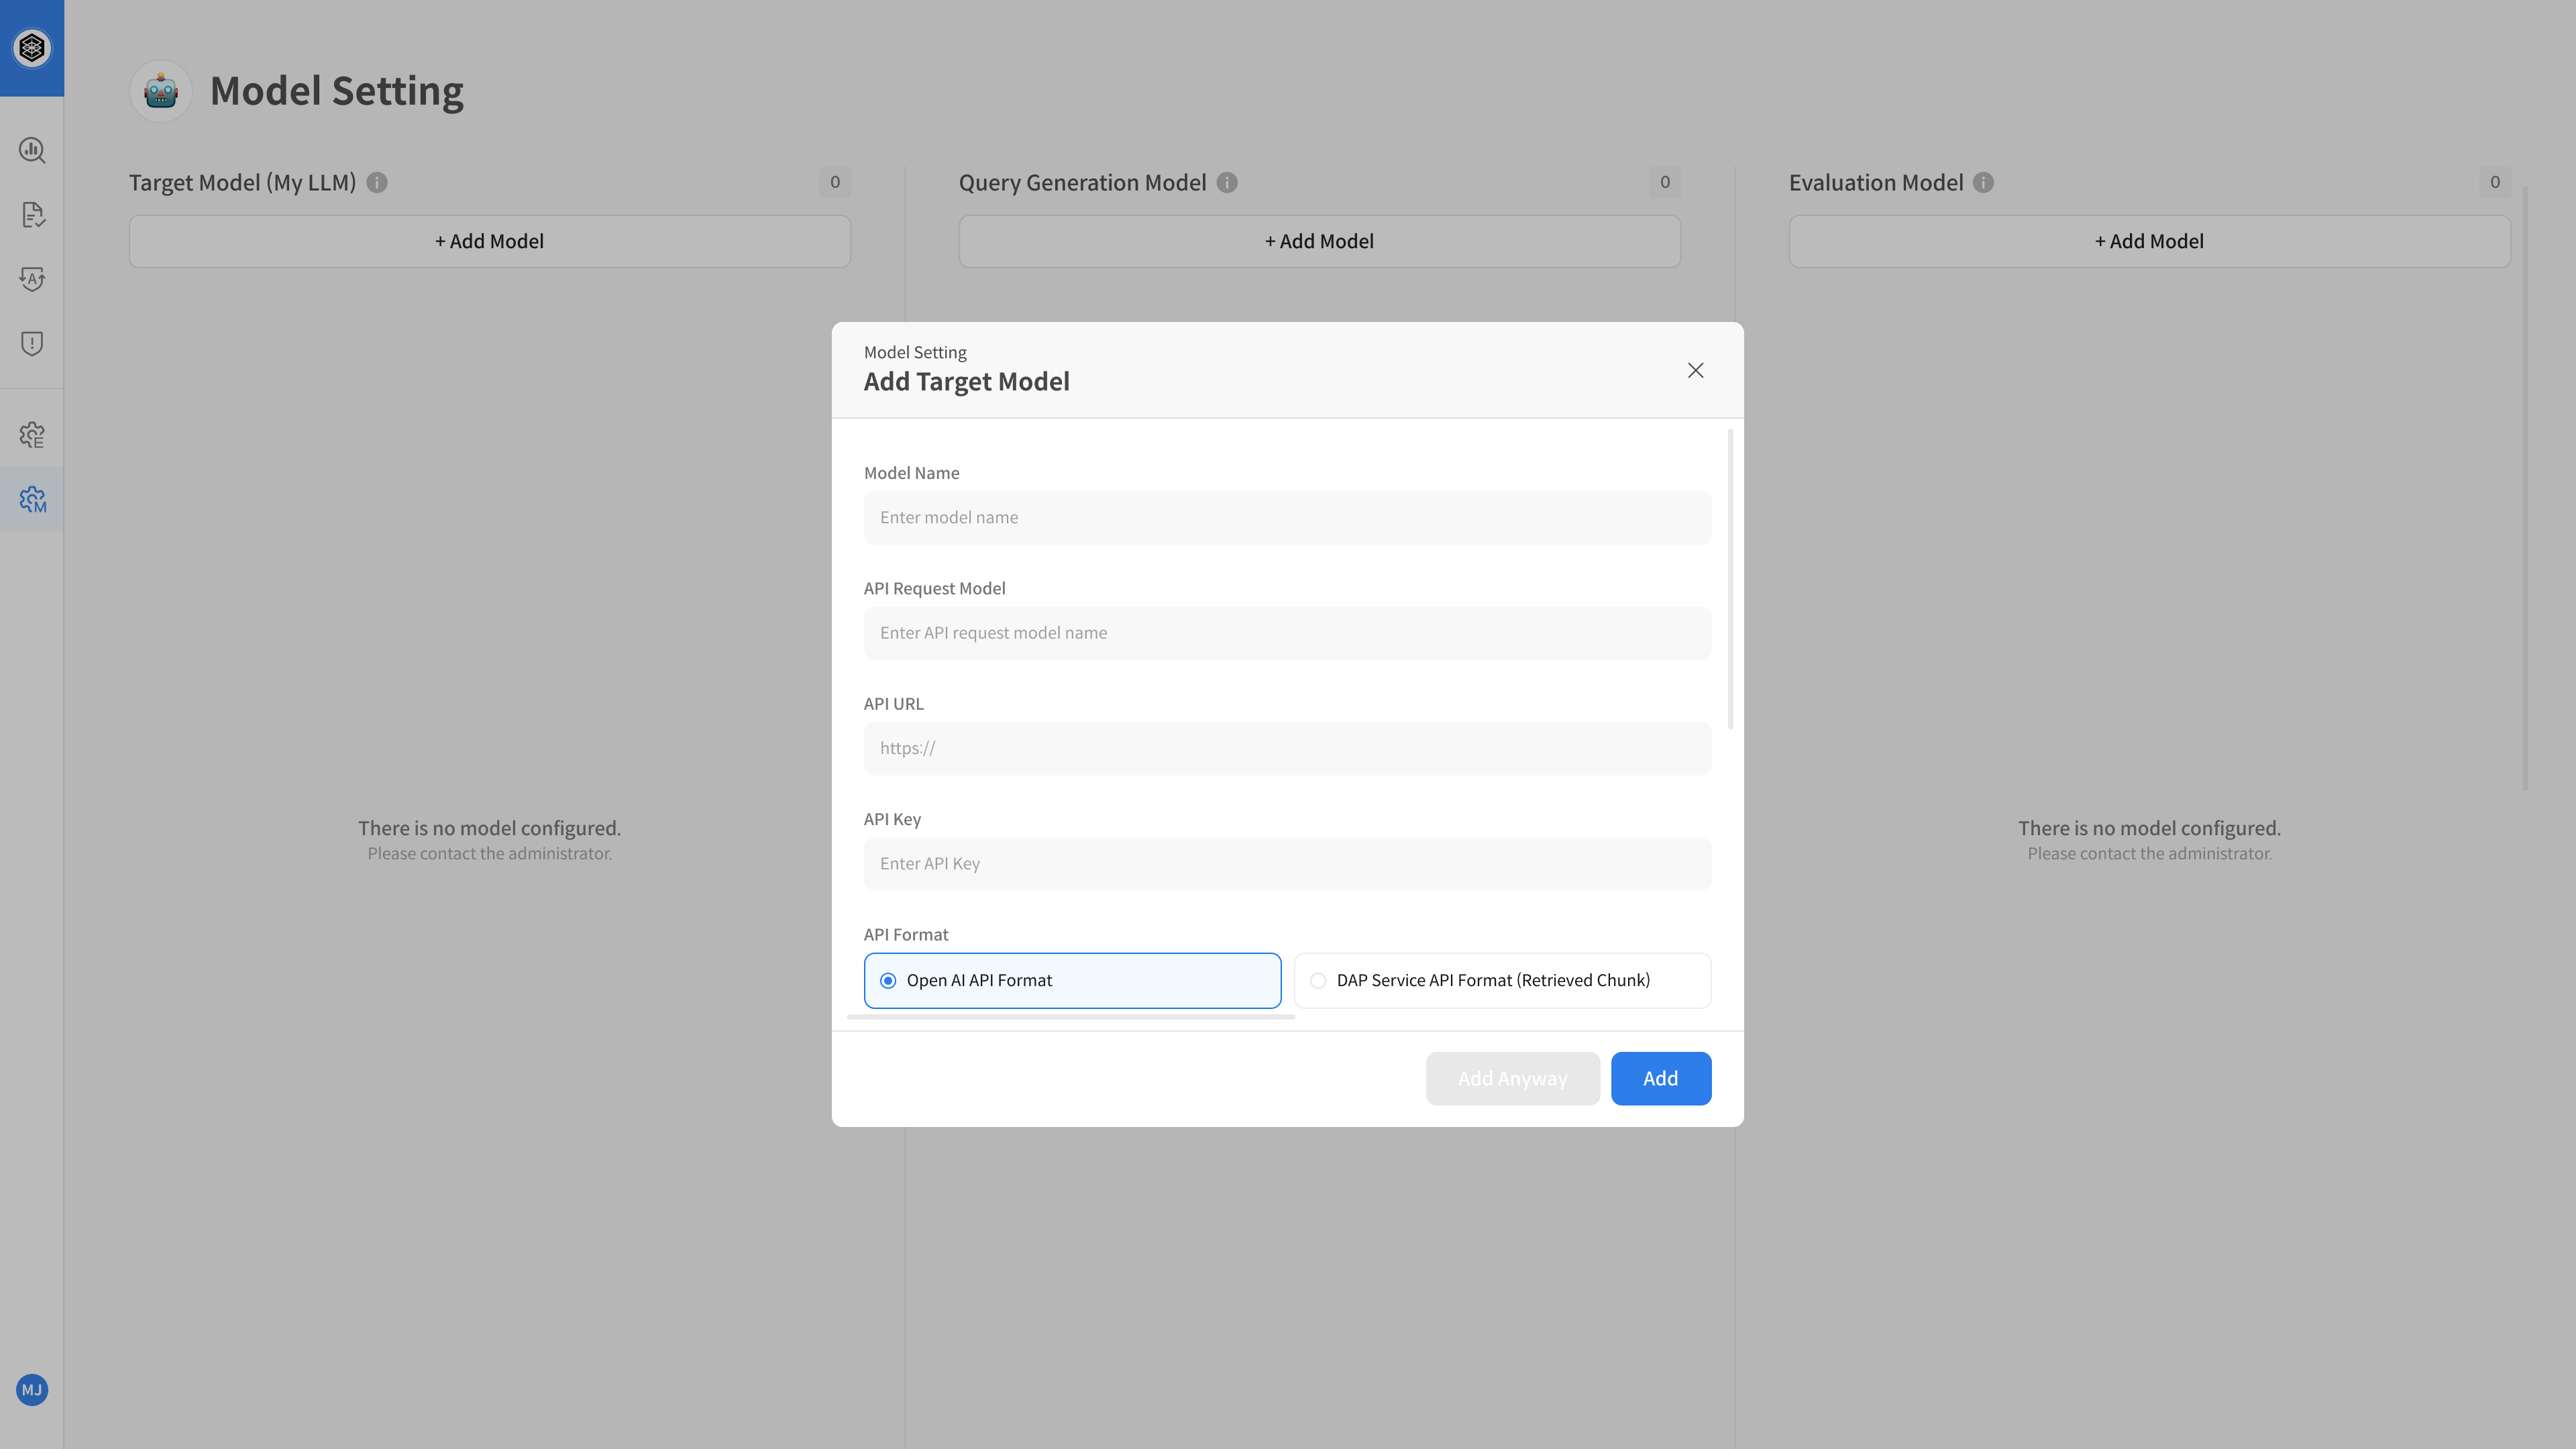 Model Setting
Target Model (My LLM)
0
+ Add Model
There is no model configured.
Please contact the administrator.
Query Generation Model
0
+ Add Model
Evaluation Model
0
+ Add Model
There is no model configured.
Please contact the administrator.
Model Setting
Add Target Model
Model Name
Enter model name
API Request Model
Enter API request model name
API URL
https://
API Key
Enter API Key
API Format
Open AI API Format
DAP Service API Format (Retrieved Chunk)
Add Anyway
Add
A
E
M
MJ